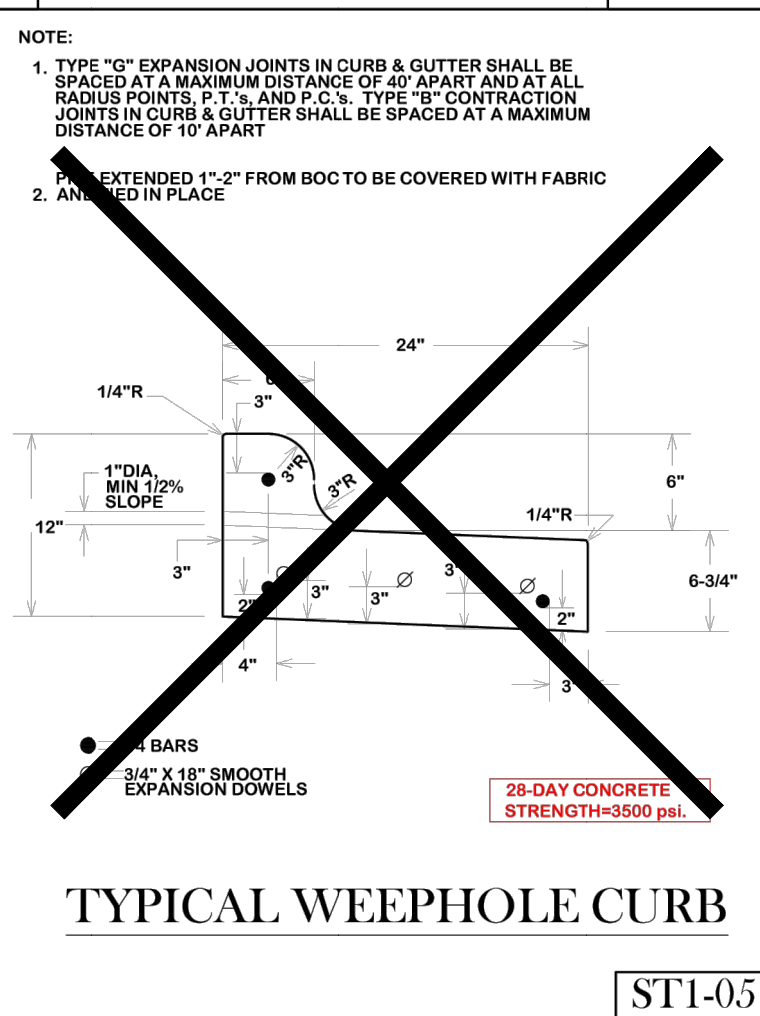 NOTE:
1. TYPE "G" EXPANSION JOINTS IN CURB & GUTTER SHALL BE
SPACED AT A MAXIMUM DISTANCE OF 40' APART AND AT ALL
RADIUS POINTS, P.T.'s, AND P.C.'s. TYPE "B" CONTRACTION
JOINTS IN CURB & GUTTER SHALL BE SPACED AT A MAXIMUM
DISTANCE OF 10' APART
EXTENDED 1"-2" FROM BOC TO BE COVERED WITH FABRIC
2. IN PLACE
24"
1/4"R
3"
3"R
3"R
1"DIA,
MIN 1/2%
SLOPE
6"
12"
1/4"R
3"
3"
3"
3"
6-3/4"
2"
2"
4"
3
BARS
3/4" X 18" SMOOTH
EXPANSION DOWELS
28-DAY CONCRETE
STRENGTH=3500 psi.
TYPICAL WEEPHOLE CURB
ST1-05